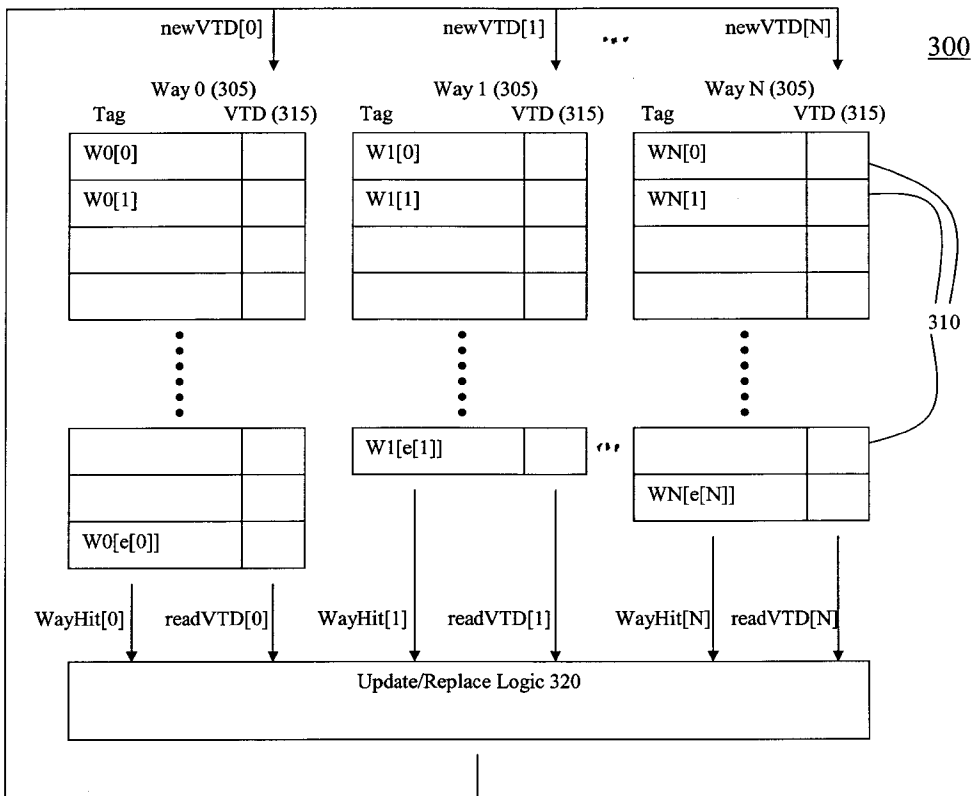 newVTD[0] newVTD[1] ... newVTD[N]
300
Way 0 (305) Way 1 (305) Way N (305)
Tag VTD (315) Tag VTD (315) Tag VTD (315)
W0[0] W1[0] WN[0]
W0[1] W1[1] WN[1]
310
W1[e[1]] ...
WN[e[N]]
W0[e[0]]
WayHit[0] readVTD[0] WayHit[1] readVTD[1] WayHit[N] readVTD[N]
Update/Replace Logic 320